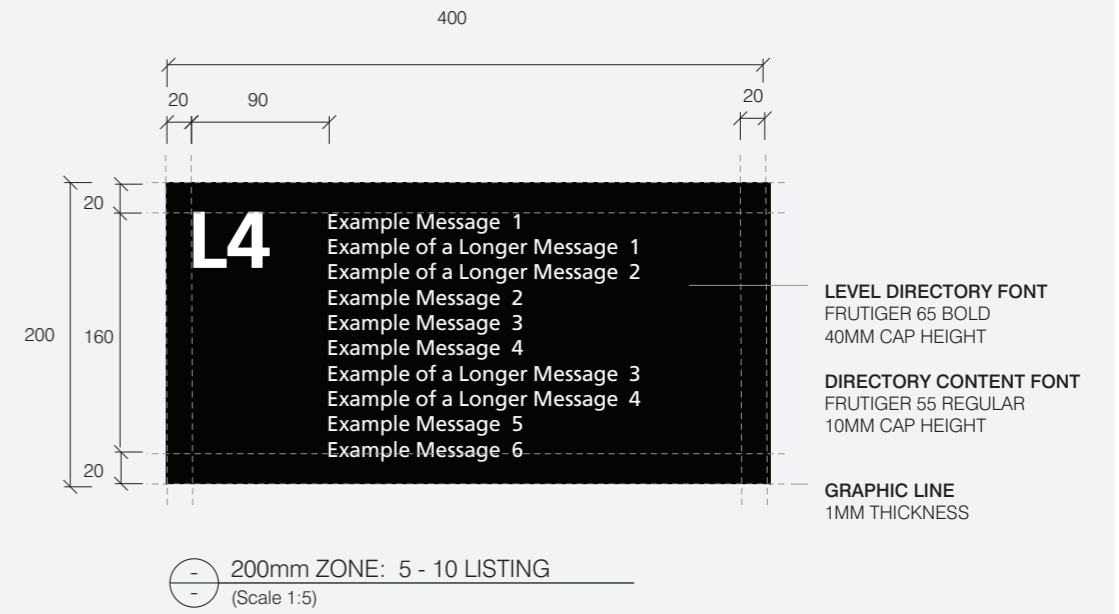 400
20
90
20
20
200
160
20
L4
Example Message 1
Example of a Longer Message 1
Example of a Longer Message 2
Example Message 2
Example Message 3
Example Message 4
Example of a Longer Message 3
Example of a Longer Message 4
Example Message 5
Example Message 6
LEVEL DIRECTORY FONT
FRUTIGER 65 BOLD
40MM CAP HEIGHT
DIRECTORY CONTENT FONT
FRUTIGER 55 REGULAR
10MM CAP HEIGHT
GRAPHIC LINE
1MM THICKNESS
-
-
200mm ZONE: 5 - 10 LISTING
(Scale 1:5)